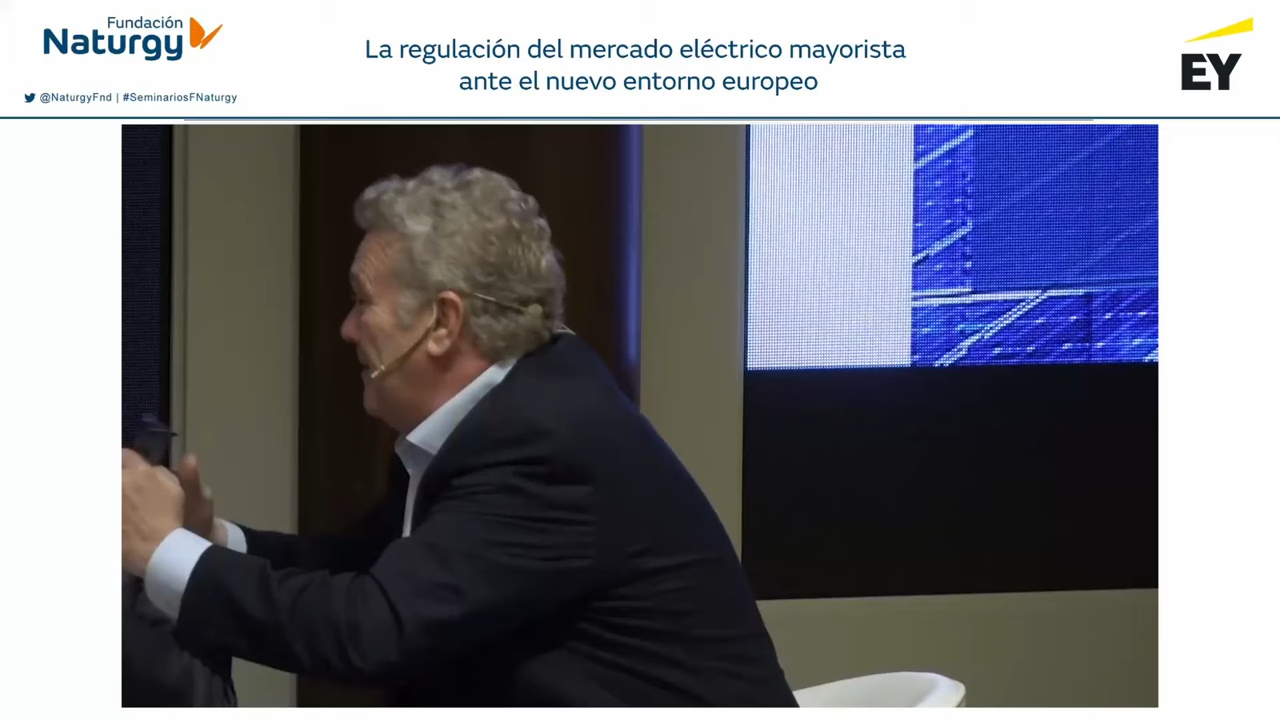 Fundación
Naturgy
@NaturgyFnd | #SeminariosFNaturgy
La regulación del mercado eléctrico mayorista
ante el nuevo entorno europeo
EY